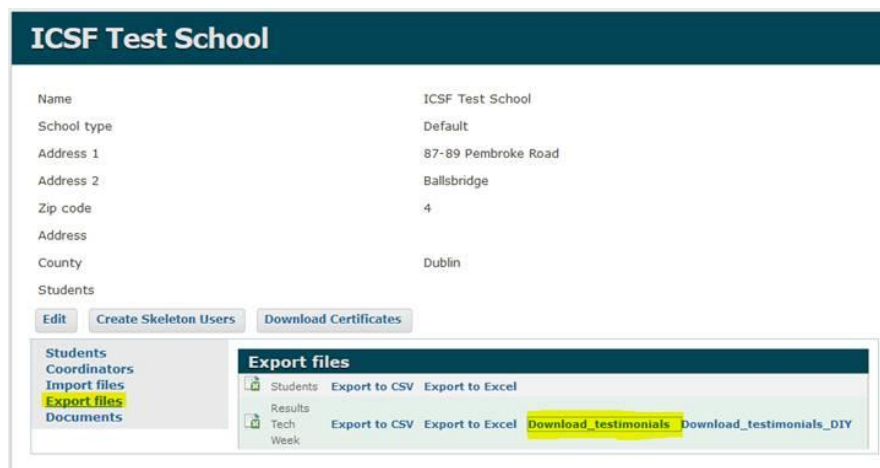 ICSF Test School
Name ICSF Test School
School type Default
Address 1 87-89 Pembroke Road
Address 2 Ballsbridge
Zip code 4
Address
County Dublin
Students
Edit Create Skeleton Users Download Certificates
Students
Coordinators
Import files
Export files
Documents
Export files
Students Export to CSV Export to Excel
Results Tech Week Export to CSV Export to Excel Download_testimonials Download_testimonials_DIY